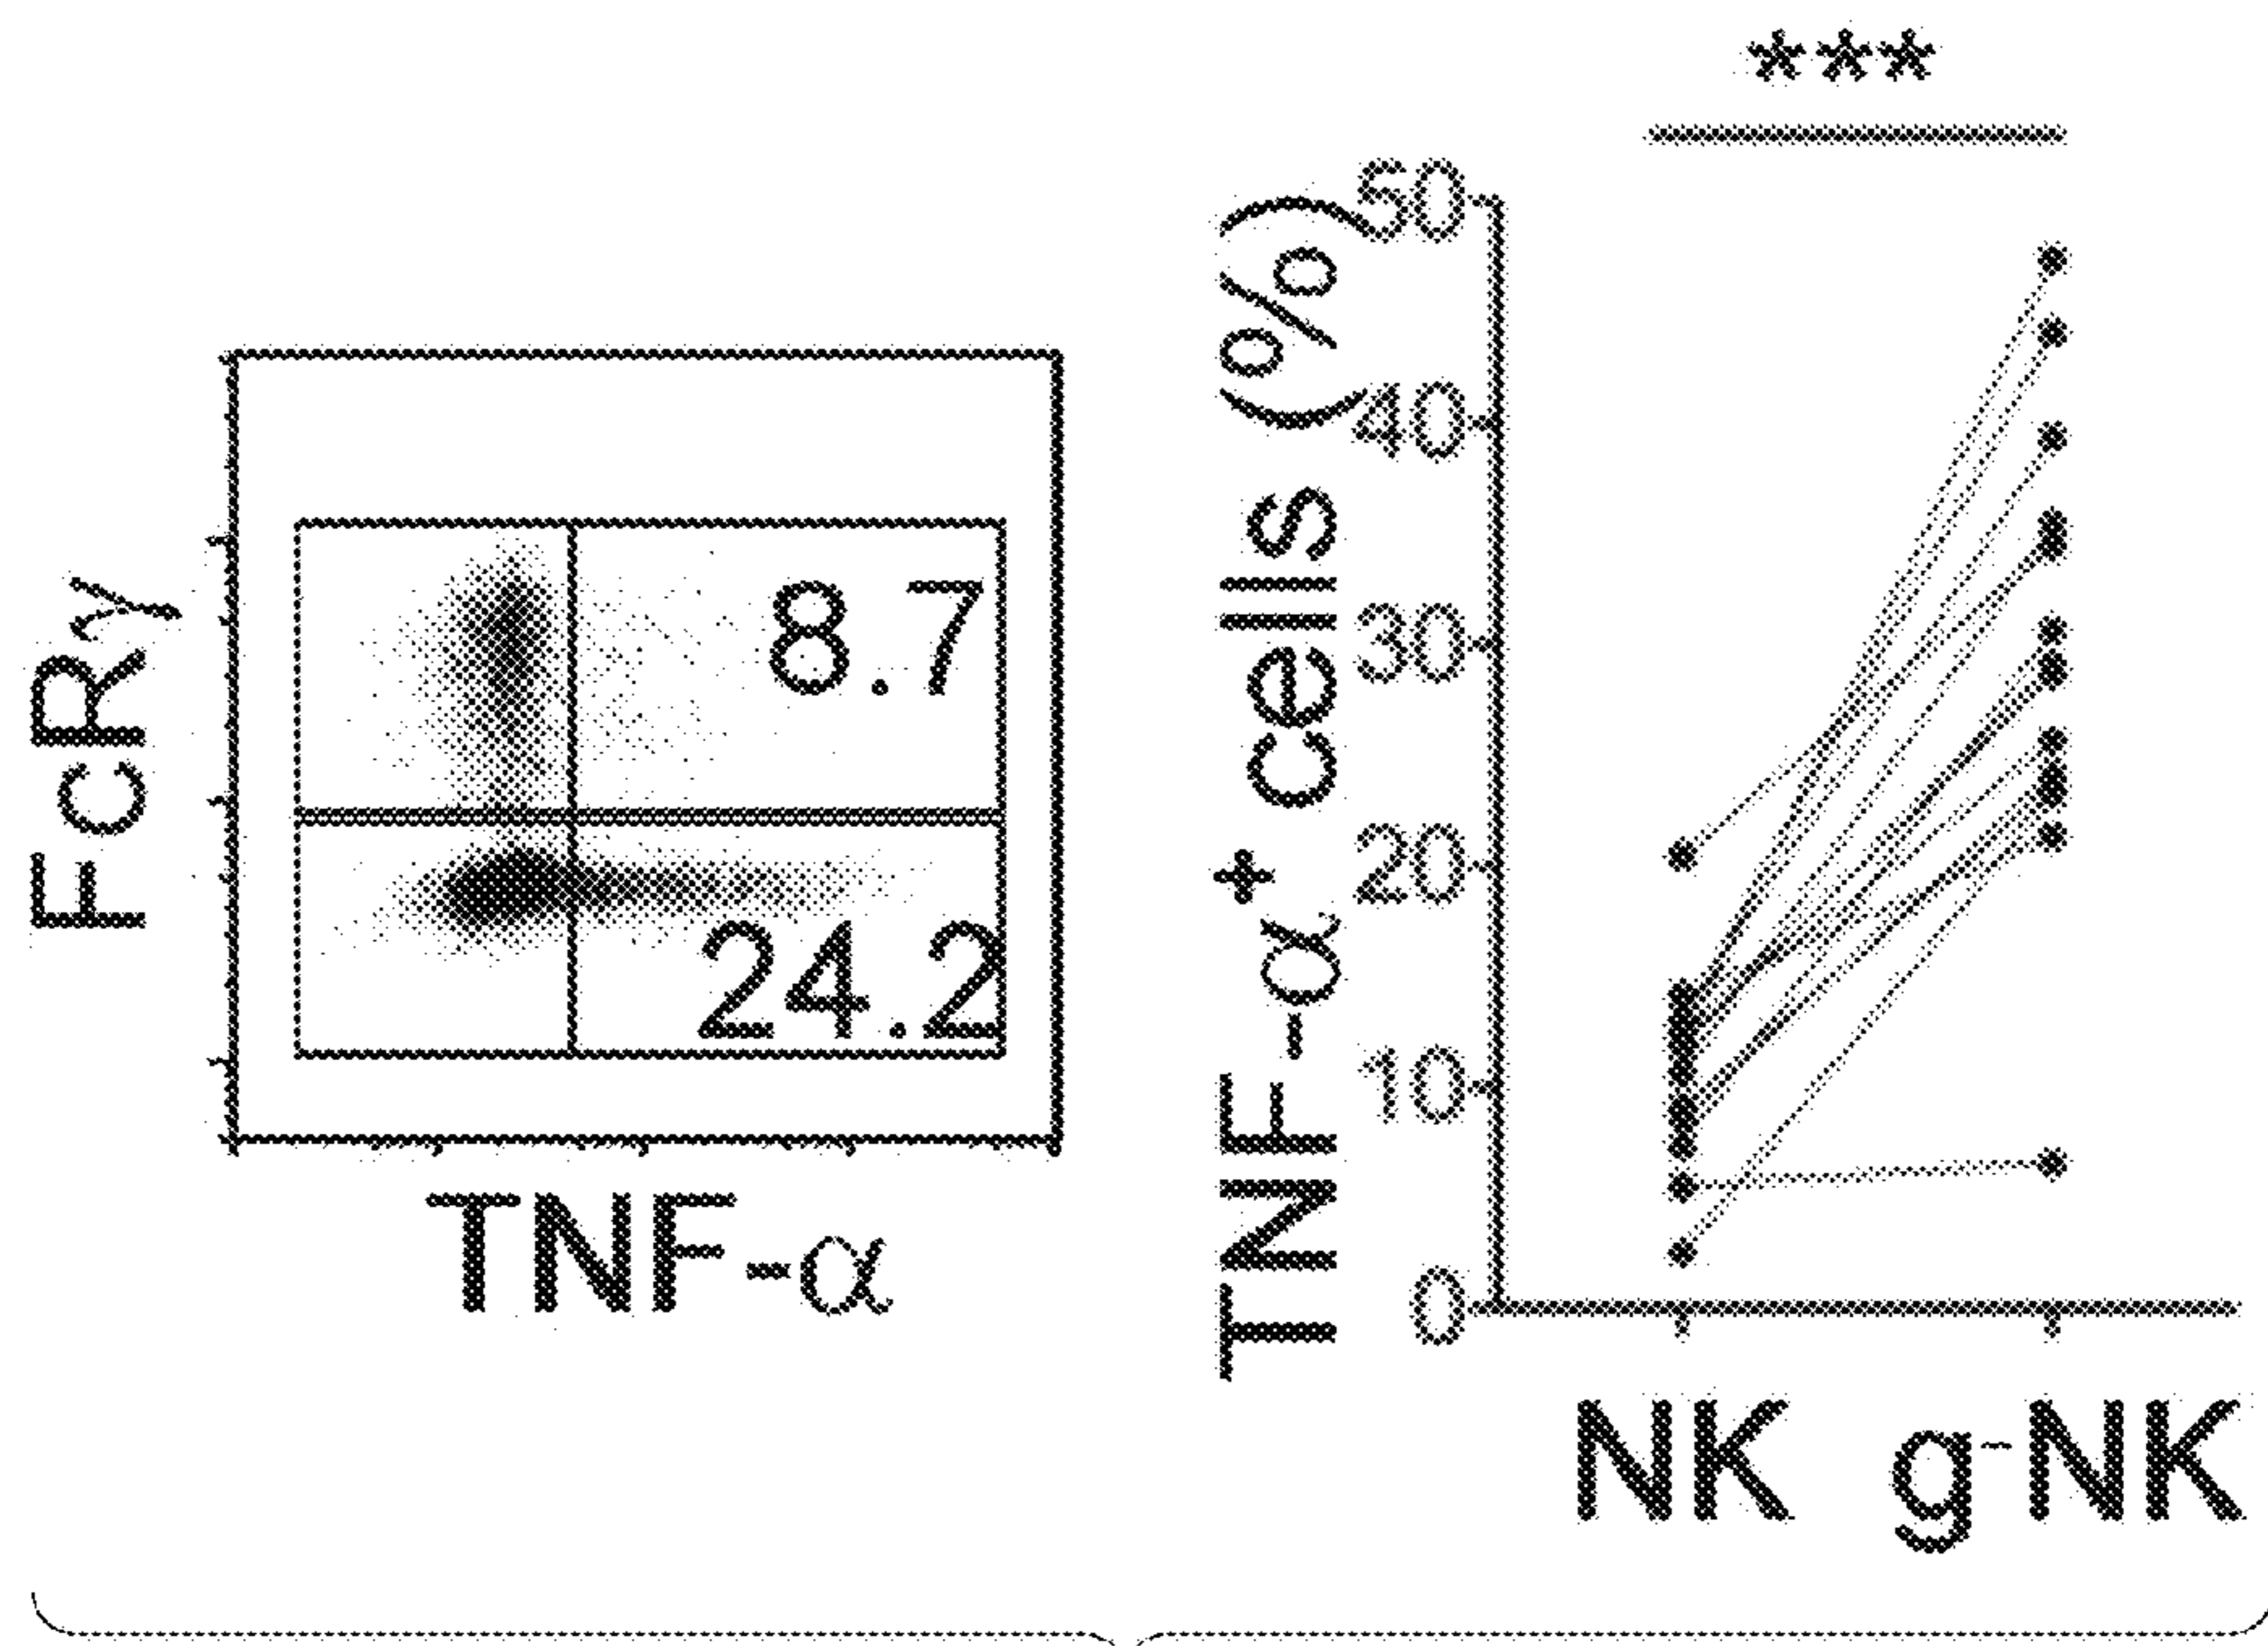 FcRγ
8.7
24.2
TNF-α
***
TNF-α⁺ cells (%)
50
40
30
20
10
0
NK g-NK